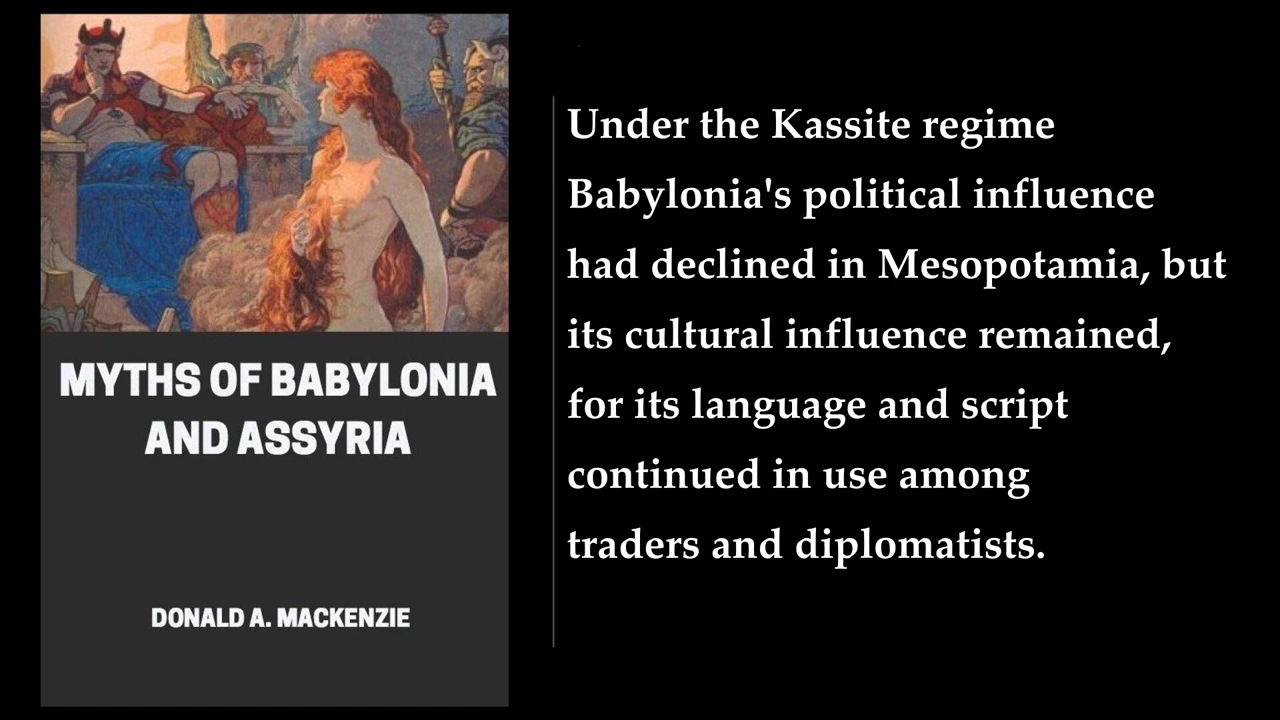 MYTHS OF BABYLONIA
AND ASSYRIA
DONALD A. MACKENZIE
Under the Kassite regime
Babylonia's political influence
had declined in Mesopotamia, but
its cultural influence remained,
for its language and script
continued in use among
traders and diplomatists.